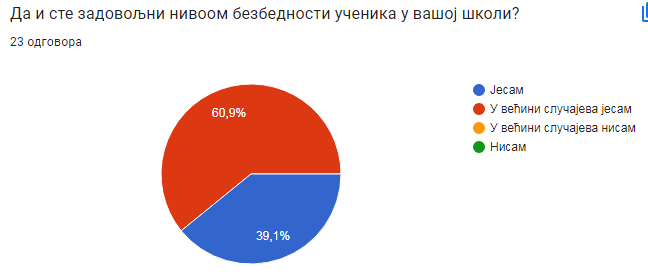 Да и сте задовољни нивоом безбедности ученика у вашој школи?
23 одговора
60,9%
39,1%
Јесам
У већини случајева јесам
У већини случајева нисам
Нисам